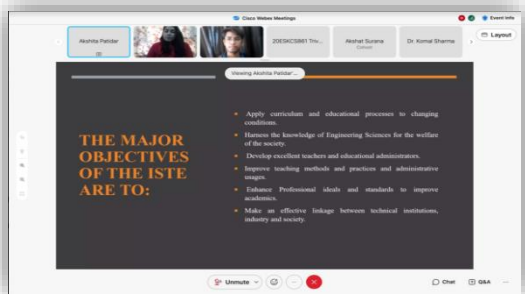 Cisco Webex Meetings
Event info
Akshita Patidar
20ESKCS861 Triv...
Akshat Surana
Cohost
Dr. Komal Sharma
Layout
Viewing Akshita Patidar'...
THE MAJOR
OBJECTIVES
OF THE ISTE
ARE TO:
Apply curriculum and educational processes to changing
conditions.
Harness the knowledge of Engineering Sciences for the welfare
of the society.
Develop excellent teachers and educational administrators.
Improve teaching methods and practices and administrative
usages.
Enhance Professional ideals and standards to improve
academics.
Make an effective linkage between technical institutions,
industry and society.
Unmute
Chat
Q&A